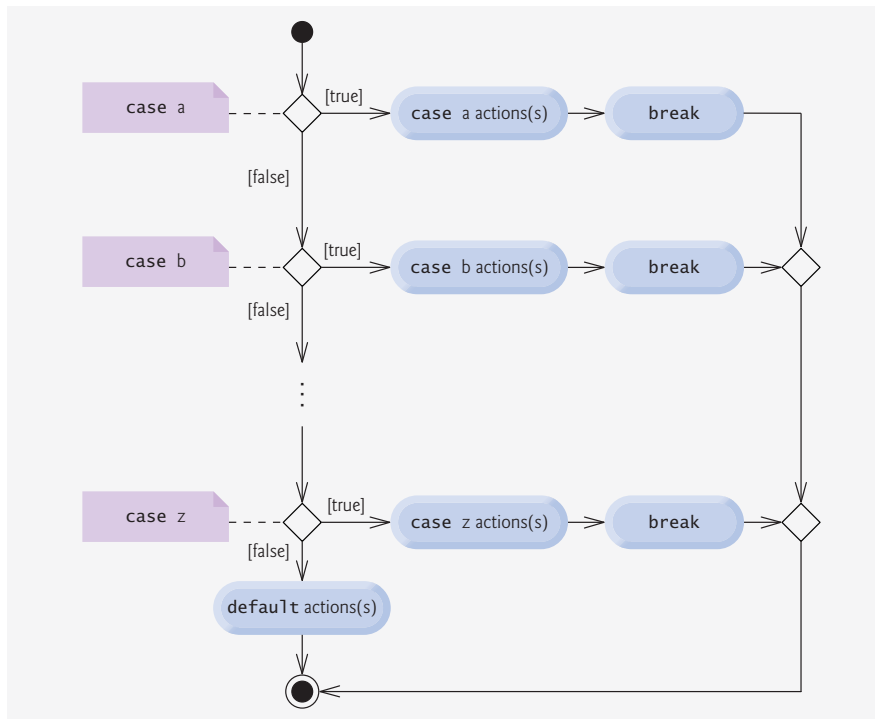 case a
[true]
case a actions(s)
break
[false]
case b
[true]
case b actions(s)
break
[false]
case z
[true]
case z actions(s)
break
[false]
default actions(s)